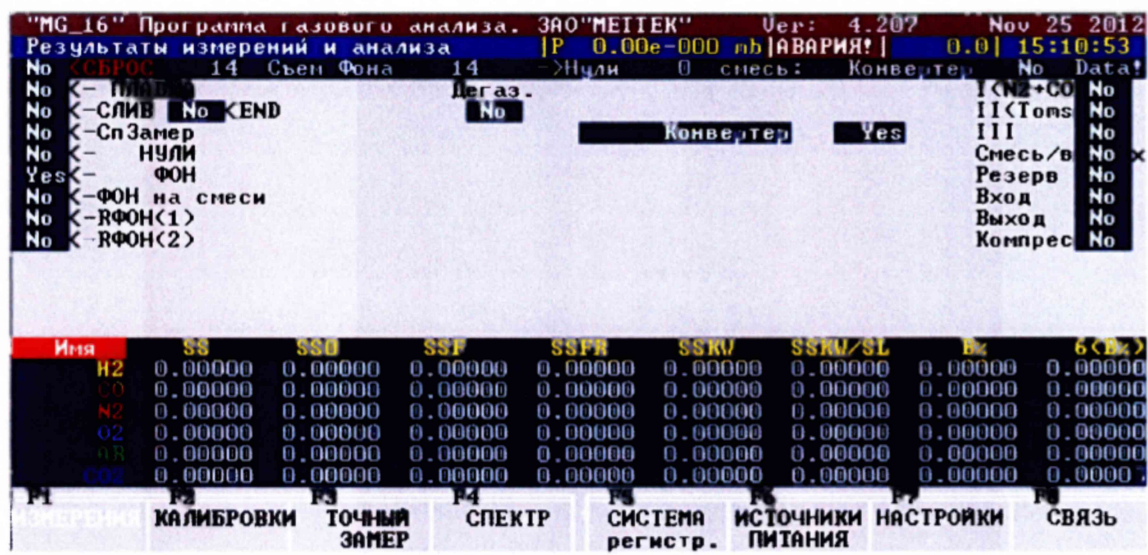 "MG_16" Программа газового анализа. ЗАО"МЕТТЕК" Ver: 4.207 Nov 25 2012
Результаты измерений и анализа |P 0.00e-000 mb|АВАРИЯ!| 0.0| 15:10:53
No <СБРОС 14 Съем Фона 14 ->Нули 0 смесь: Конвертер No Data!
No <- ПЛАВКА Дегаз. I<N2+CO No
No <-СЛИВ No <END No II<Toms No
No <-СпЗамер Конвертер Yes III No
No <- НУЛИ Смесь/в No x
Yes<- ФОН Резерв No
No <-ФОН на смеси Вход No
No <-RФОН(1) Выход No
No <-RФОН(2) Компрес No
Имя SS SSO SSF SSFR SSKW SSKW/SL B% 6<B%>
H2 0.00000 0.00000 0.00000 0.00000 0.00000 0.00000 0.00000 0.00000
CO 0.00000 0.00000 0.00000 0.00000 0.00000 0.00000 0.00000 0.00000
N2 0.00000 0.00000 0.00000 0.00000 0.00000 0.00000 0.00000 0.00000
O2 0.00000 0.00000 0.00000 0.00000 0.00000 0.00000 0.00000 0.00000
AR 0.00000 0.00000 0.00000 0.00000 0.00000 0.00000 0.00000 0.00000
CO2 0.00000 0.00000 0.00000 0.00000 0.00000 0.00000 0.00000 0.0000
F1 F2 F3 F4 F5 F6 F7 F8
ИЗМЕРЕНИЯ КАЛИБРОВКИ ТОЧНЫЙ СПЕКТР СИСТЕМА ИСТОЧНИКИ НАСТРОЙКИ СВЯЗЬ
ЗАМЕР регистр. ПИТАНИЯ